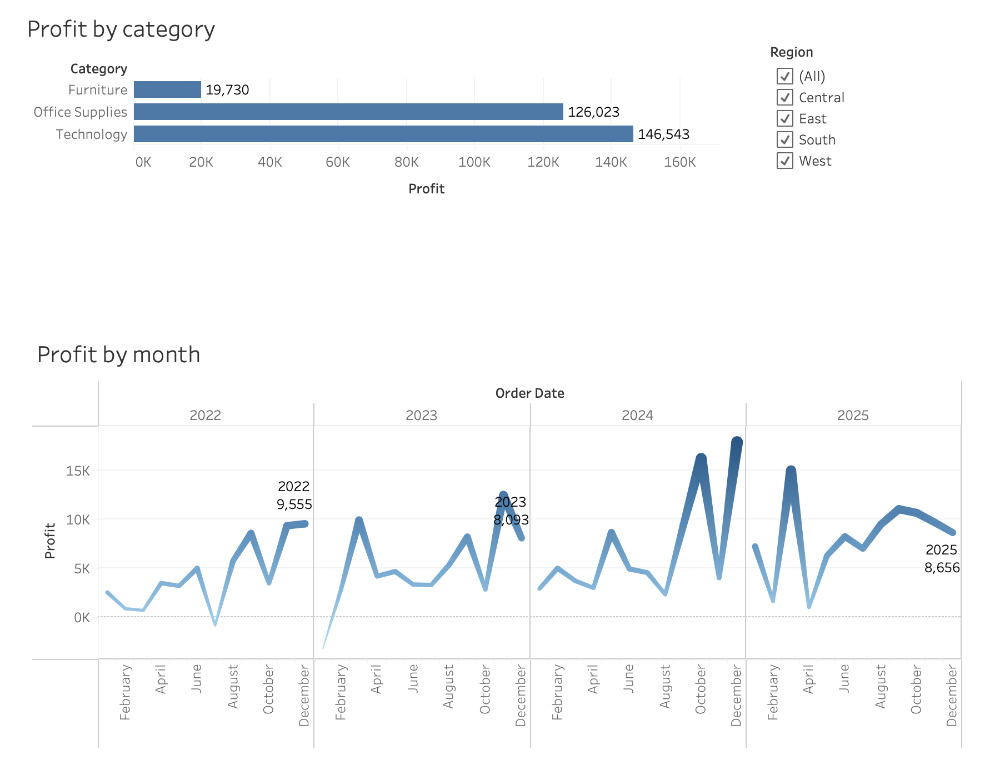 Profit by category
Region
Category
(All)
Furniture 19,730
Central
Office Supplies 126,023
East
Technology 146,543
South
0K 20K 40K 60K 80K 100K 120K 140K 160K
West
Profit
Profit by month
Order Date
2022 2023 2024 2025
15K
2022
9,555
2023
8,093
10K
Profit
2025
8,656
5K
0K
February April June August October December February April June August October December February April June August October December February April June August October December